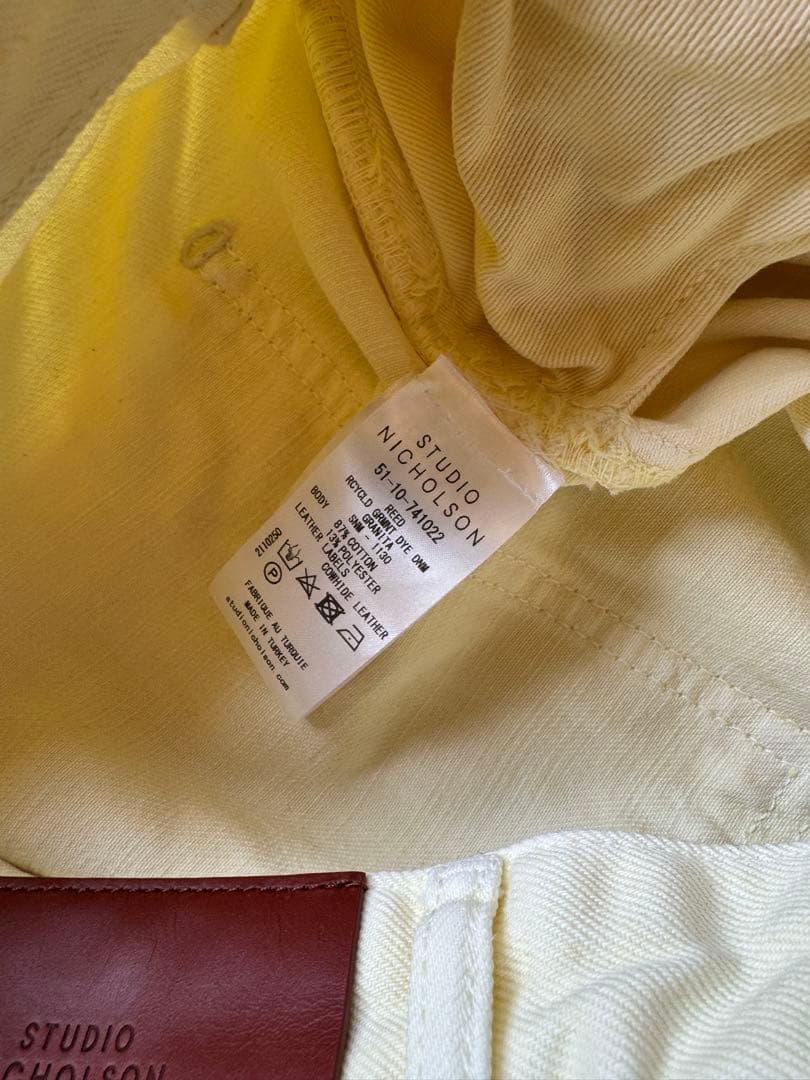 STUDIO
NICHOLSON
51-10-741022
REED
RCYCLD GRMNT DYE DNM
GRANITA
SNM - 1130
BODY
87% COTTON
13% POLYESTER
LABELS
LEATHER COWHIDE LEATHER
2110250
P
FABRIQUE AU TURQUIE
MADE IN TURKEY
studionicholson.com
STUDIO
CHOLSON